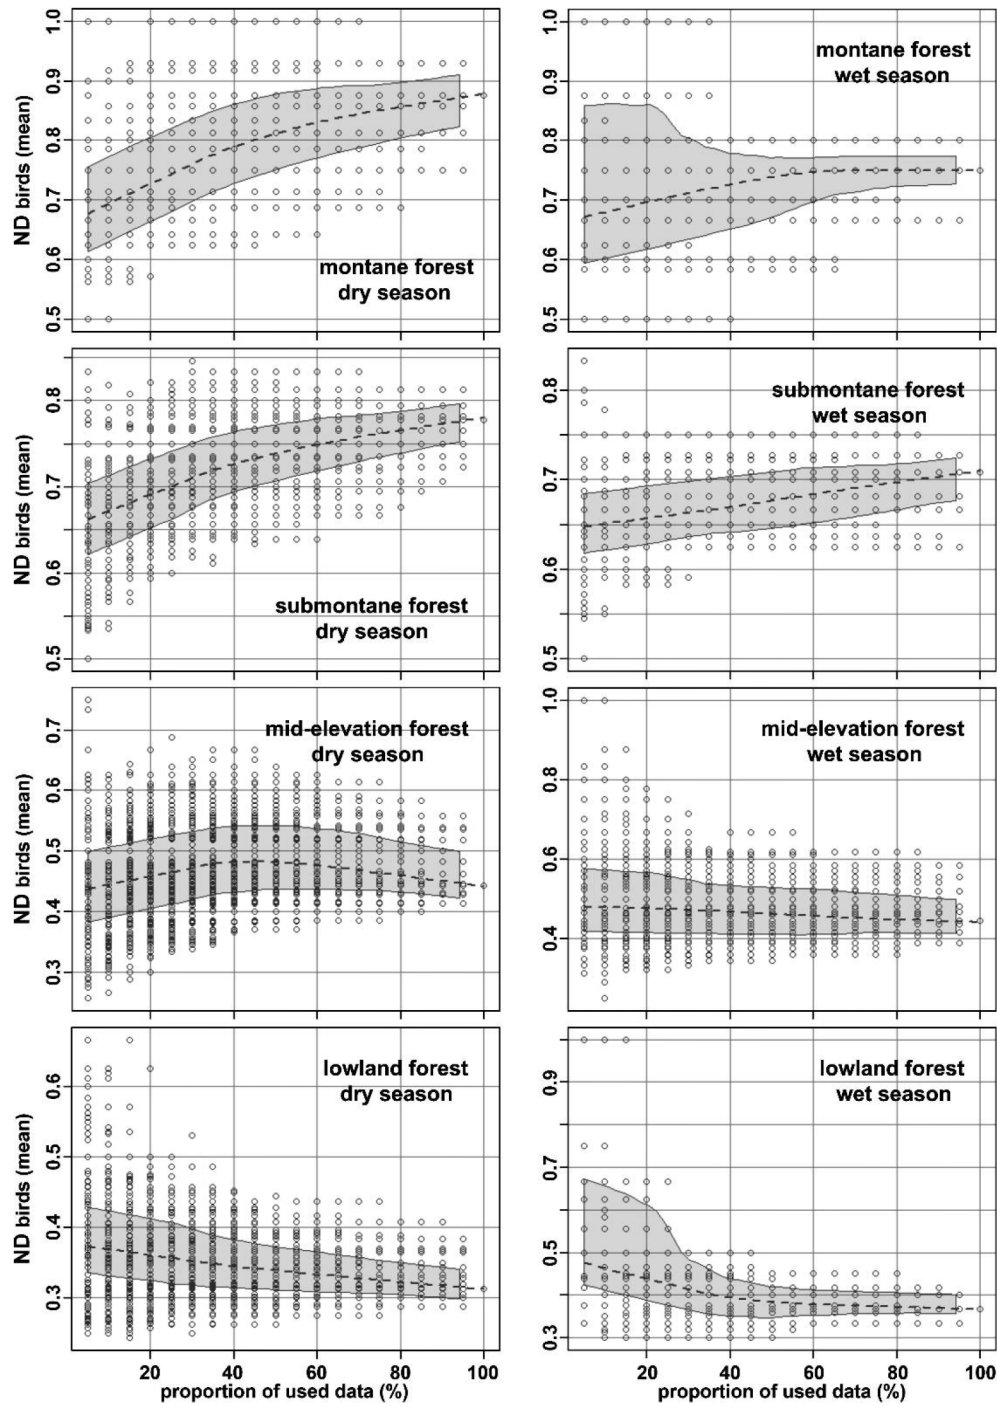 1.0
0.9
0.8
0.7
0.6
0.5
ND birds (mean)
montane forest
dry season
1.0
0.9
0.8
0.7
0.6
0.5
montane forest
wet season
0.8
0.7
0.6
0.5
ND birds (mean)
submontane forest
dry season
0.8
0.7
0.6
0.5
submontane forest
wet season
0.7
0.6
0.5
0.4
0.3
ND birds (mean)
mid-elevation forest
dry season
1.0
0.8
0.6
0.4
mid-elevation forest
wet season
0.6
0.5
0.4
0.3
ND birds (mean)
lowland forest
dry season
20 40 60 80 100
proportion of used data (%)
0.9
0.7
0.5
0.3
lowland forest
wet season
20 40 60 80 100
proportion of used data (%)